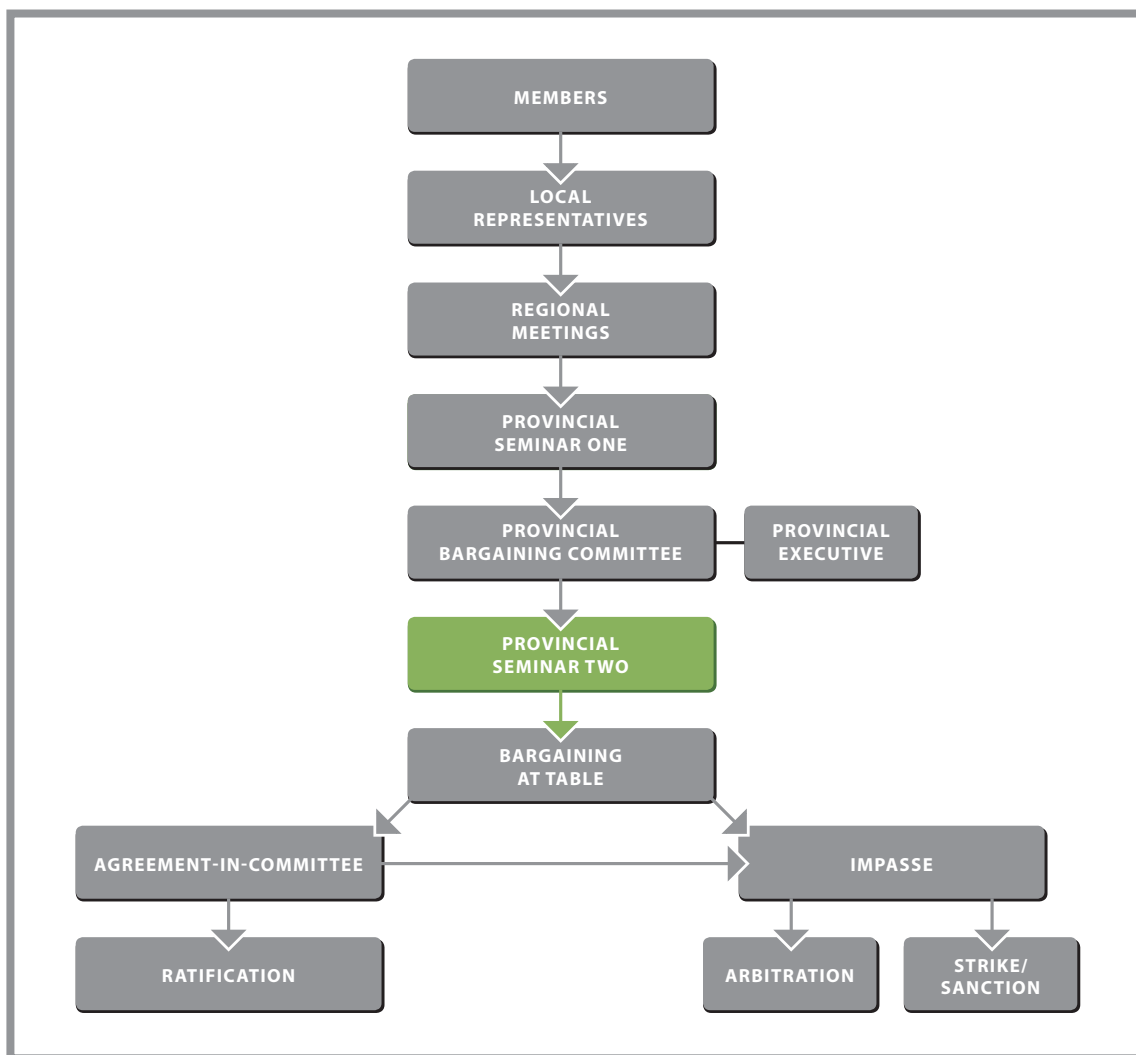 MEMBERS
LOCAL
REPRESENTATIVES
REGIONAL
MEETINGS
PROVINCIAL
SEMINAR ONE
PROVINCIAL
BARGAINING COMMITTEE
PROVINCIAL
EXECUTIVE
PROVINCIAL
SEMINAR TWO
BARGAINING
AT TABLE
AGREEMENT-IN-COMMITTEE
IMPASSE
RATIFICATION
ARBITRATION
STRIKE/
SANCTION